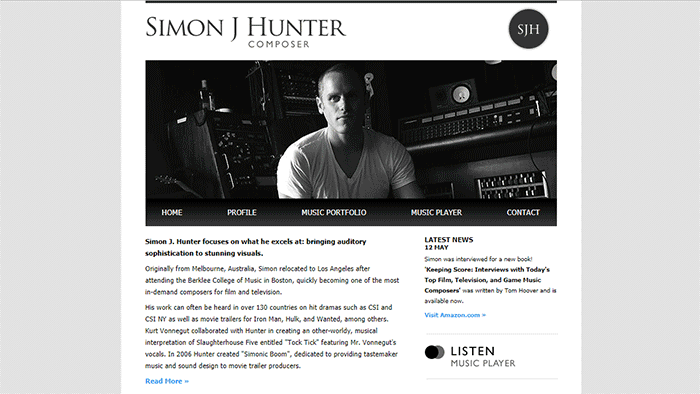 SIMON J HUNTER
COMPOSER
SJH
HOME
PROFILE
MUSIC PORTFOLIO
MUSIC PLAYER
CONTACT
Simon J. Hunter focuses on what he excels at: bringing auditory
sophistication to stunning visuals.
Originally from Melbourne, Australia, Simon relocated to Los Angeles after
attending the Berklee College of Music in Boston, quickly becoming one of the most
in-demand composers for film and television.
His work can often be heard in over 130 countries on hit dramas such as CSI and
CSI NY as well as movie trailers for Iron Man, Hulk, and Wanted, among others.
Kurt Vonnegut collaborated with Hunter in creating an other-worldly, musical
interpretation of Slaughterhouse Five entitled "Tock Tick" featuring Mr. Vonnegut's
vocals. In 2006 Hunter created "Simonic Boom", dedicated to providing tastemaker
music and sound design to movie trailer producers.
Read More »
LATEST NEWS
12 MAY
Simon was interviewed for a new book!
'Keeping Score: Interviews with Today's
Top Film, Television, and Game Music
Composers' was written by Tom Hoover and is
available now.
Visit Amazon.com »
LISTEN
MUSIC PLAYER